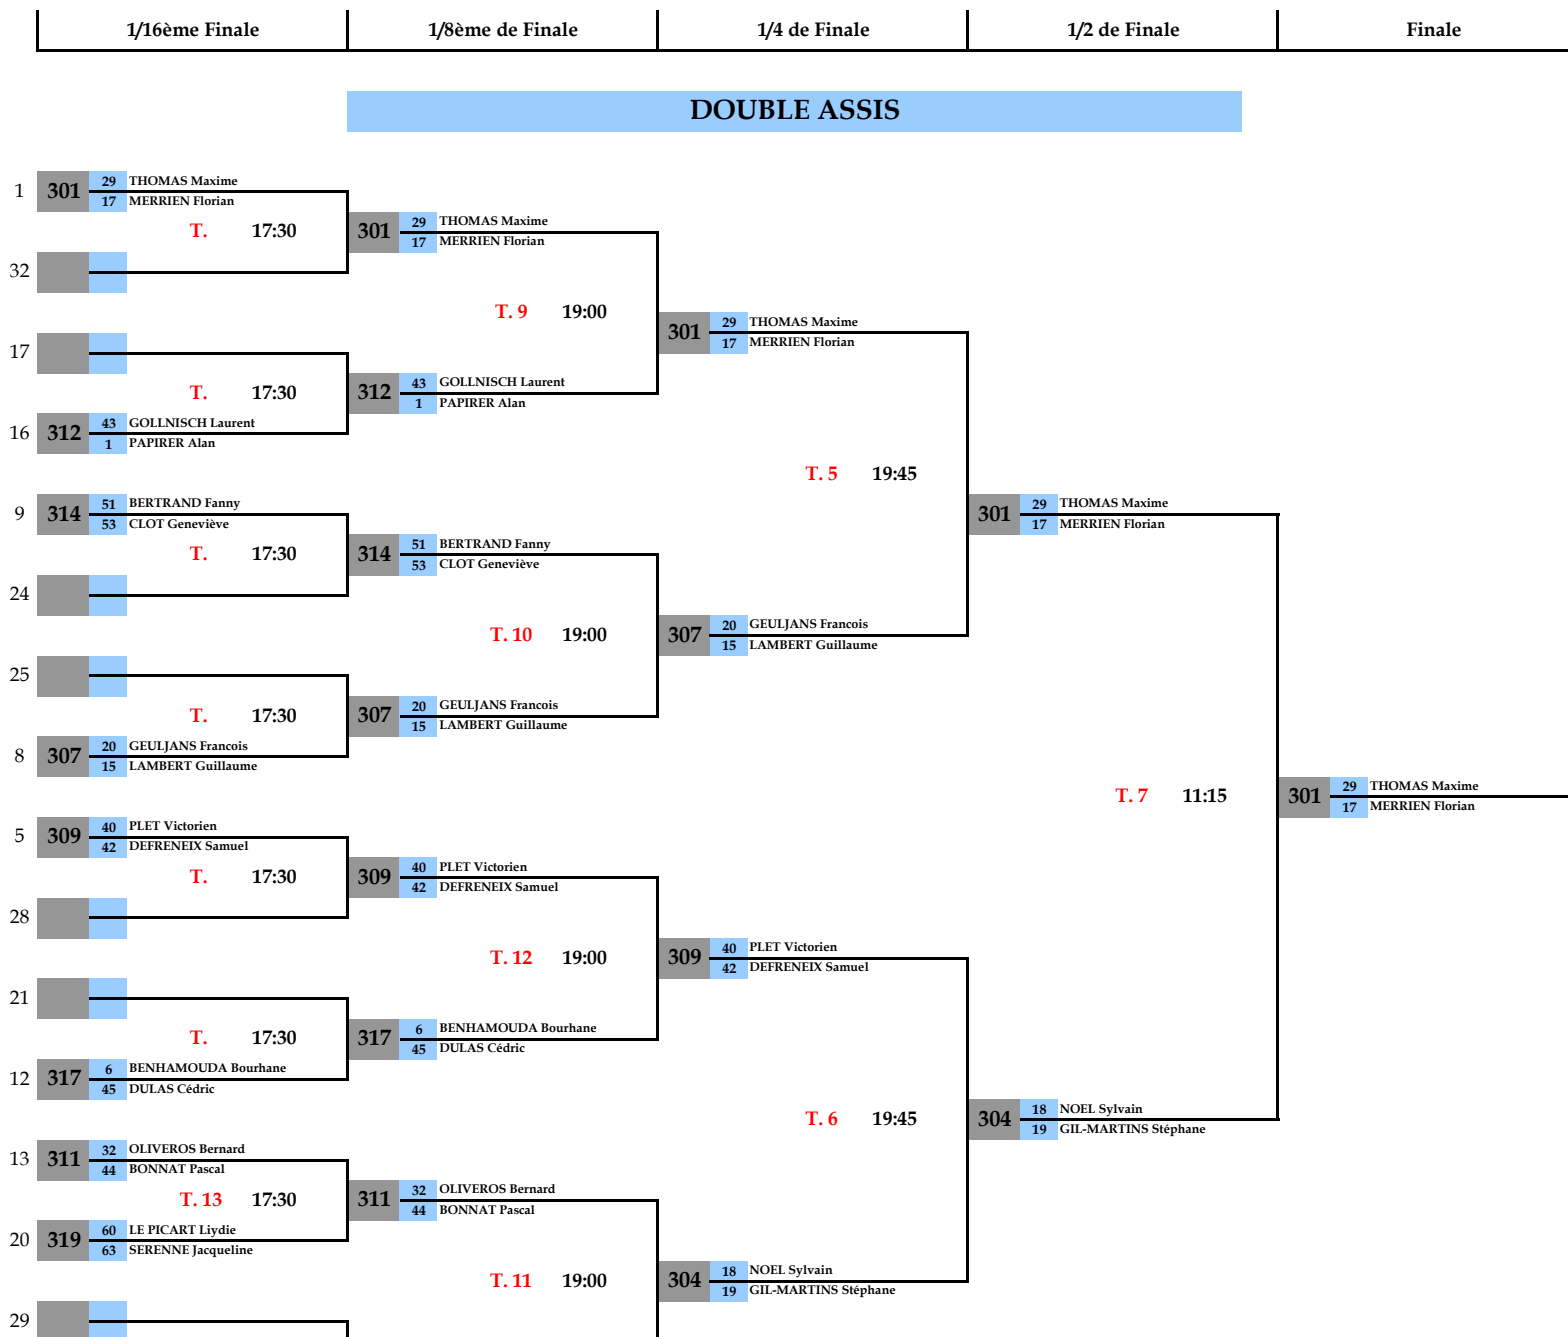 1/16ème Finale
1/8ème de Finale
1/4 de Finale
1/2 de Finale
Finale
DOUBLE ASSIS
1 301 29 THOMAS Maxime
17 MERRIEN Florian
T. 17:30
301 29 THOMAS Maxime
17 MERRIEN Florian
32
T. 9 19:00
301 29 THOMAS Maxime
17 MERRIEN Florian
17
T. 17:30
312 43 GOLLNISCH Laurent
1 PAPIRER Alan
16 312 43 GOLLNISCH Laurent
1 PAPIRER Alan
T. 5 19:45
9 314 51 BERTRAND Fanny
53 CLOT Geneviève
301 29 THOMAS Maxime
17 MERRIEN Florian
T. 17:30
314 51 BERTRAND Fanny
53 CLOT Geneviève
24
T. 10 19:00
307 20 GEULJANS Francois
15 LAMBERT Guillaume
25
T. 17:30
307 20 GEULJANS Francois
15 LAMBERT Guillaume
8 307 20 GEULJANS Francois
15 LAMBERT Guillaume
T. 7 11:15
301 29 THOMAS Maxime
17 MERRIEN Florian
5 309 40 PLET Victorien
42 DEFRENEIX Samuel
T. 17:30
309 40 PLET Victorien
42 DEFRENEIX Samuel
28
T. 12 19:00
309 40 PLET Victorien
42 DEFRENEIX Samuel
21
T. 17:30
317 6 BENHAMOUDA Bourhane
45 DULAS Cédric
12 317 6 BENHAMOUDA Bourhane
45 DULAS Cédric
T. 6 19:45
304 18 NOEL Sylvain
19 GIL-MARTINS Stéphane
13 311 32 OLIVEROS Bernard
44 BONNAT Pascal
T. 13 17:30
311 32 OLIVEROS Bernard
44 BONNAT Pascal
20 319 60 LE PICART Liydie
63 SERENNE Jacqueline
T. 11 19:00
304 18 NOEL Sylvain
19 GIL-MARTINS Stéphane
29